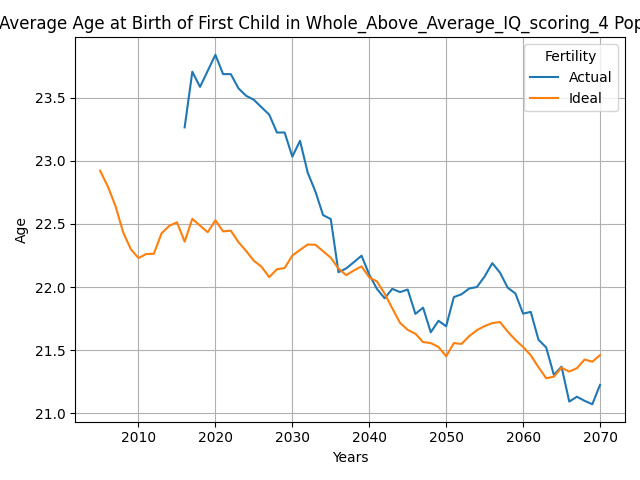 Average Age at Birth of First Child in Whole_Above_Average_IQ_scoring_4 Pop
Fertility
Actual
Ideal
Age
23.5
23.0
22.5
22.0
21.5
21.0
2010 2020 2030 2040 2050 2060 2070
Years